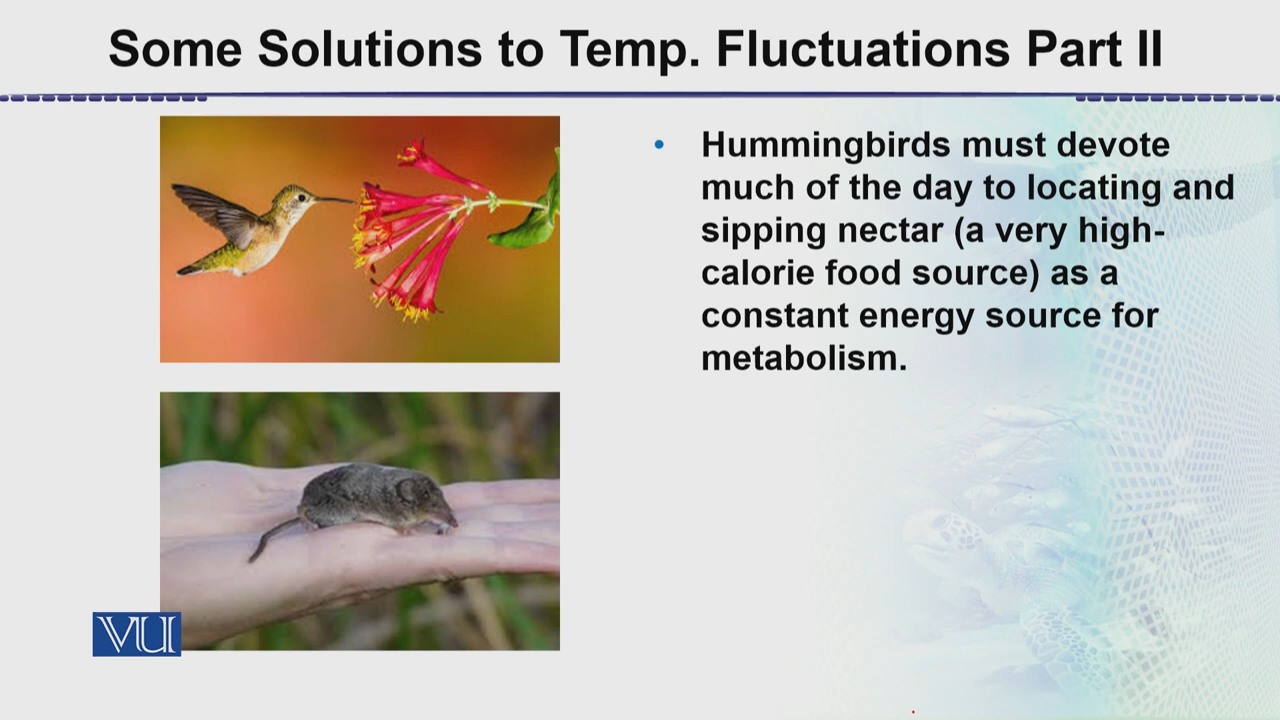 Some Solutions to Temp. Fluctuations Part II
• Hummingbirds must devote
much of the day to locating and
sipping nectar (a very high-
calorie food source) as a
constant energy source for
metabolism.
VU